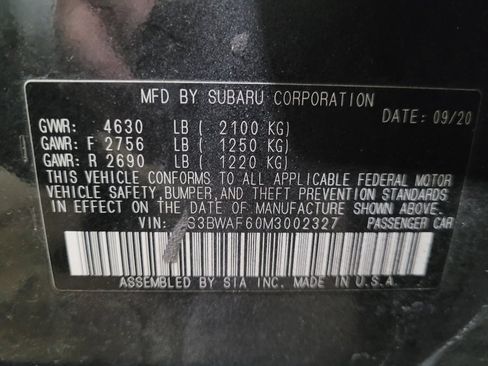 MFD BY SUBARU CORPORATION
DATE: 09/20
GVWR: 4630 LB ( 2100 KG)
GAWR: F 2756 LB ( 1250 KG)
GAWR: R 2690 LB ( 1220 KG)
THIS VEHICLE CONFORMS TO ALL APPLICABLE FEDERAL MOTOR
VEHICLE SAFETY,BUMPER,AND THEFT PREVENTION STANDARDS
IN EFFECT ON THE DATE OF MANUFACTURE SHOWN ABOVE.
VIN: 4S3BWAF60M3002327 PASSENGER CAR
ASSEMBLED BY SIA INC. MADE IN U.S.A.